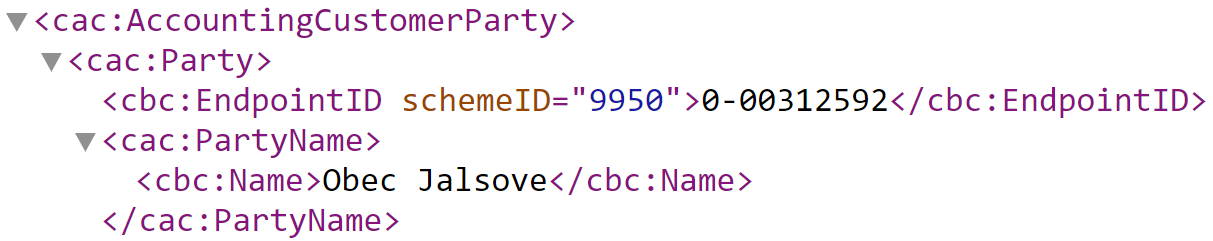 <cac:AccountingCustomerParty>
<cac:Party>
<cbc:EndpointID schemeID="9950">0-00312592</cbc:EndpointID>
<cac:PartyName>
<cbc:Name>Obec Jalsove</cbc:Name>
</cac:PartyName>